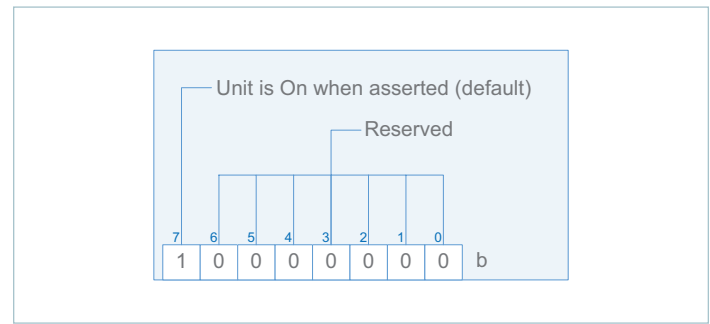 Unit is On when asserted (default)
Reserved
7 6 5 4 3 2 1 0
1 0 0 0 0 0 0 0 b